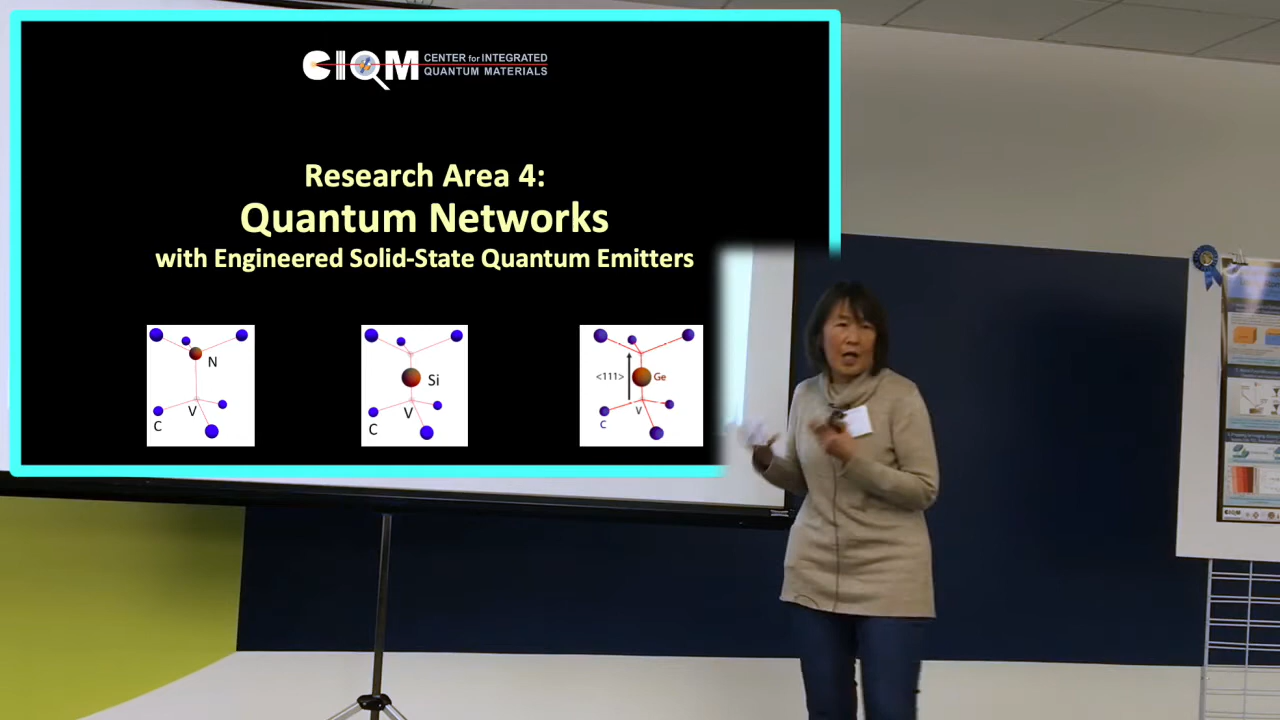 CIQM CENTER for INTEGRATED
QUANTUM MATERIALS
Research Area 4:
Quantum Networks
with Engineered Solid-State Quantum Emitters
N
V
C
Si
V
C
<111>
Ge
V
C
CIQM